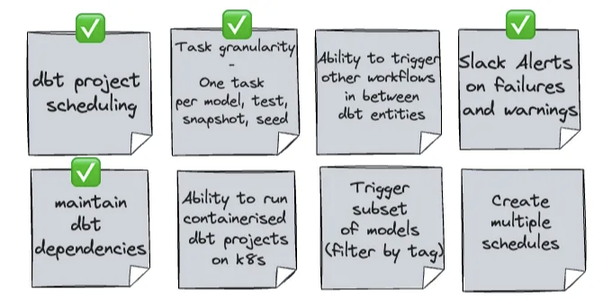 dbt project
scheduling
Task granularity
-
One task
per model, test,
snapshot, seed
Ability to trigger
other workflows
in between
dbt entities
Slack Alerts
on failures
and warnings
maintain
dbt
dependencies
Ability to run
containerised
dbt projects
on k8s
Trigger
subset
of models
(filter by tag)
Create
multiple
schedules